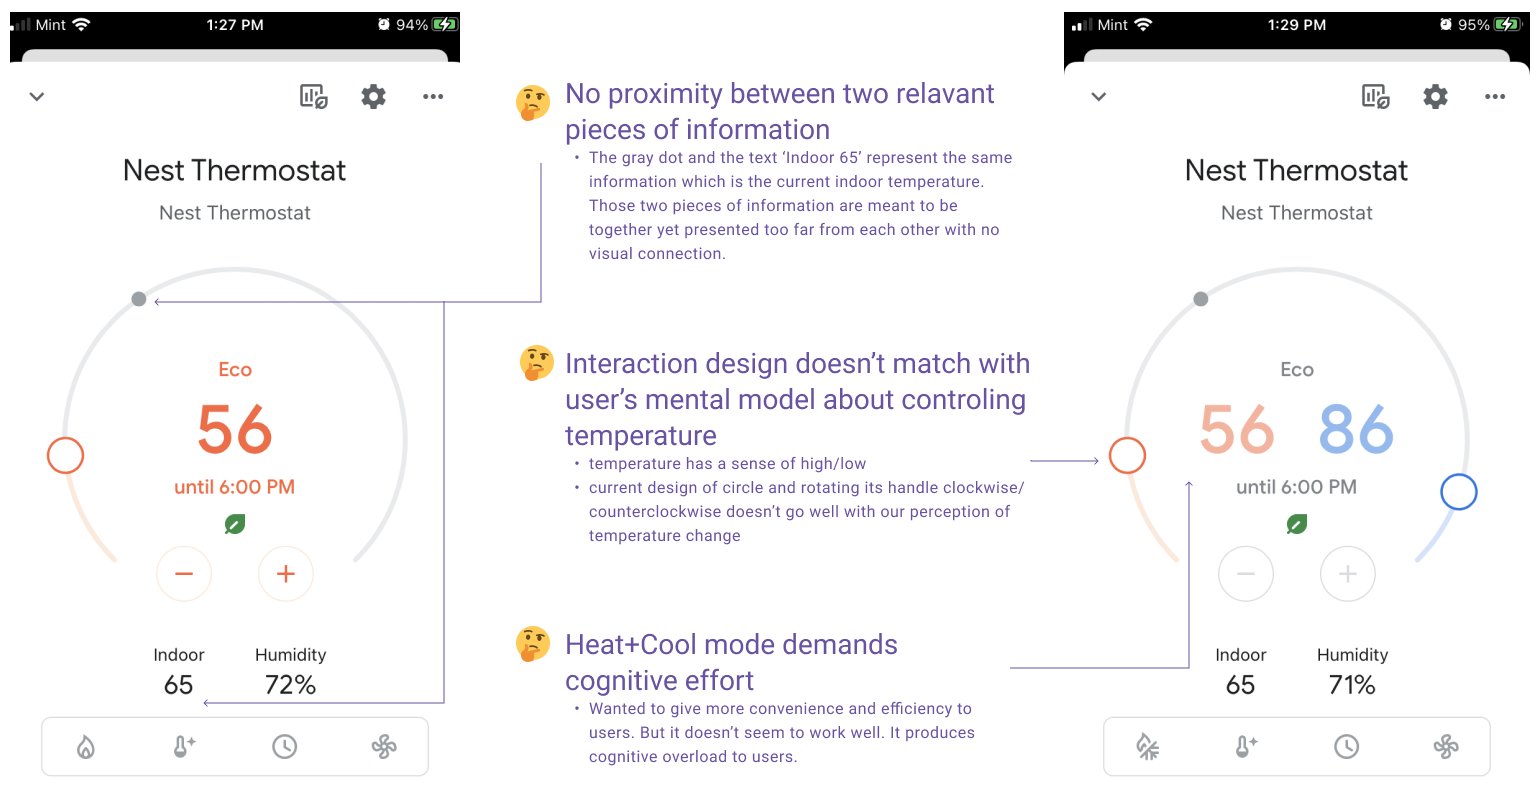 Mint 1:27 PM 94%
Nest Thermostat
Nest Thermostat
Eco
56
until 6:00 PM
− +
Indoor Humidity
65 72%
No proximity between two relavant
pieces of information
• The gray dot and the text ‘Indoor 65’ represent the same
information which is the current indoor temperature.
Those two pieces of information are meant to be
together yet presented too far from each other with no
visual connection.
Interaction design doesn’t match with
user’s mental model about controling
temperature
• temperature has a sense of high/low
• current design of circle and rotating its handle clockwise/
counterclockwise doesn’t go well with our perception of
temperature change
Heat+Cool mode demands
cognitive effort
• Wanted to give more convenience and efficiency to
users. But it doesn’t seem to work well. It produces
cognitive overload to users.
Mint 1:29 PM 95%
Nest Thermostat
Nest Thermostat
Eco
56 86
until 6:00 PM
− +
Indoor Humidity
65 71%